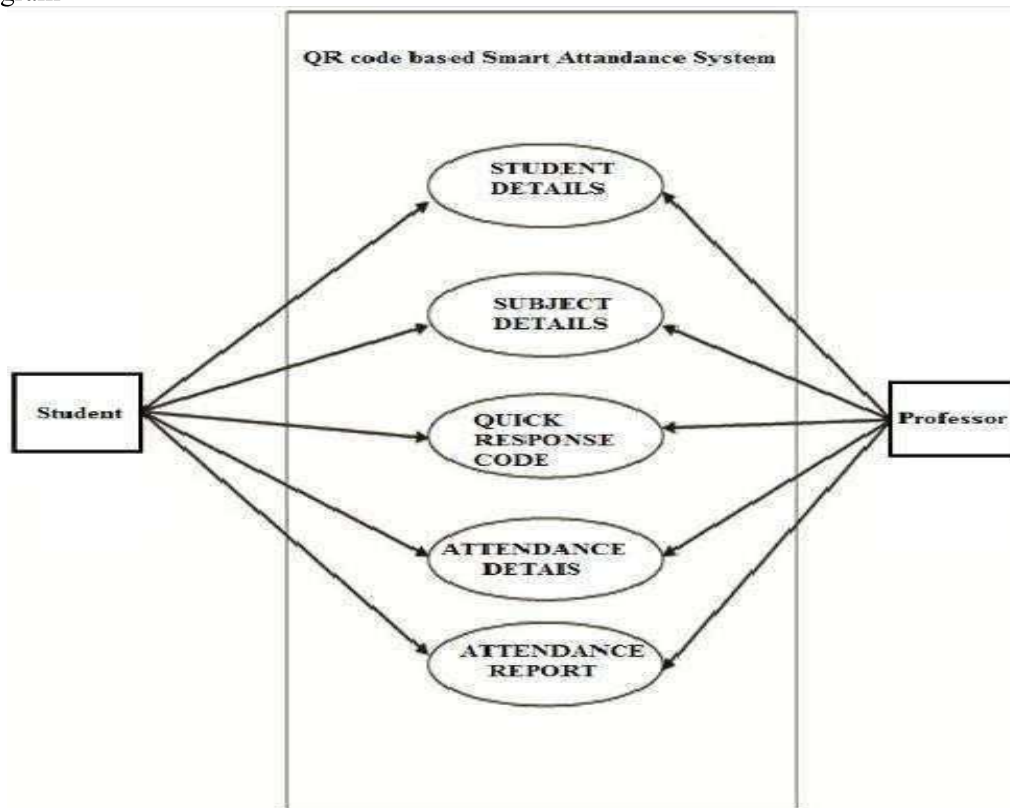 gram
QR code based Smart Attandance System
STUDENT
DETAILS
SUBJECT
DETAILS
Student
QUICK
RESPONSE
CODE
Professor
ATTENDANCE
DETAIS
ATTENDANCE
REPORT